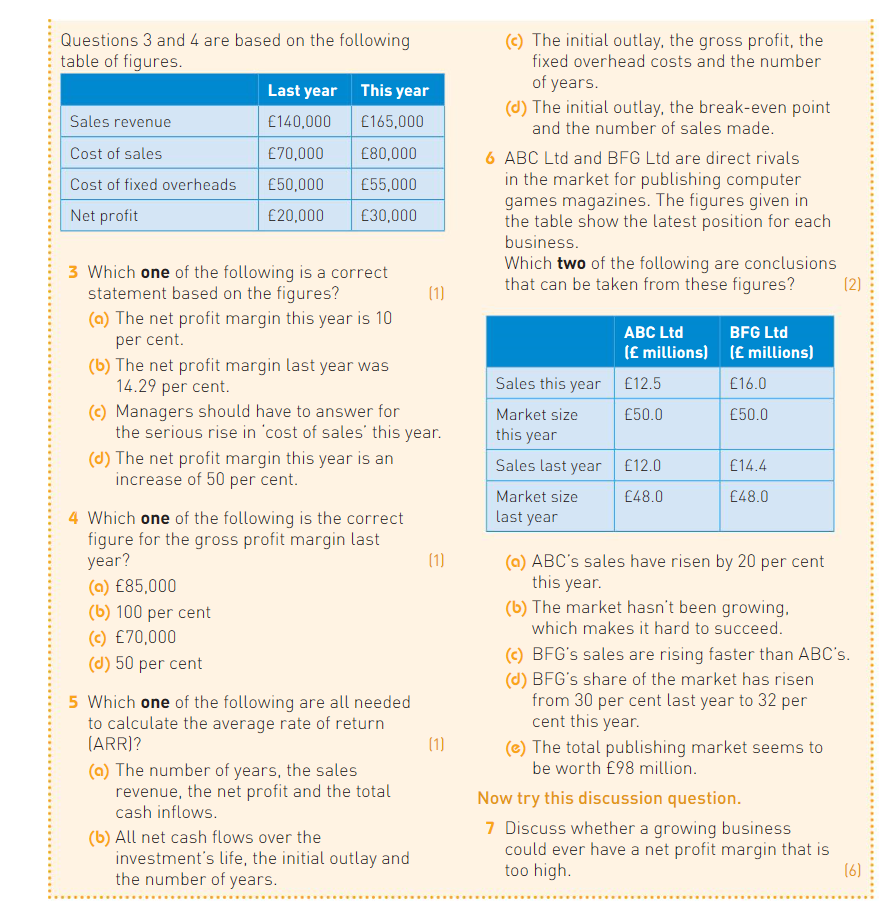 Questions 3 and 4 are based on the following
table of figures.
Last year This year
Sales revenue £140,000 £165,000
Cost of sales £70,000 £80,000
Cost of fixed overheads £50,000 £55,000
Net profit £20,000 £30,000
3 Which one of the following is a correct
statement based on the figures? (1)
(a) The net profit margin this year is 10
per cent.
(b) The net profit margin last year was
14.29 per cent.
(c) Managers should have to answer for
the serious rise in ‘cost of sales’ this year.
(d) The net profit margin this year is an
increase of 50 per cent.
4 Which one of the following is the correct
figure for the gross profit margin last
year? (1)
(a) £85,000
(b) 100 per cent
(c) £70,000
(d) 50 per cent
5 Which one of the following are all needed
to calculate the average rate of return
(ARR)? (1)
(a) The number of years, the sales
revenue, the net profit and the total
cash inflows.
(b) All net cash flows over the
investment’s life, the initial outlay and
the number of years.
(c) The initial outlay, the gross profit, the
fixed overhead costs and the number
of years.
(d) The initial outlay, the break-even point
and the number of sales made.
6 ABC Ltd and BFG Ltd are direct rivals
in the market for publishing computer
games magazines. The figures given in
the table show the latest position for each
business.
Which two of the following are conclusions
that can be taken from these figures? (2)
ABC Ltd BFG Ltd
(£ millions) (£ millions)
Sales this year £12.5 £16.0
Market size £50.0 £50.0
this year
Sales last year £12.0 £14.4
Market size £48.0 £48.0
last year
(a) ABC’s sales have risen by 20 per cent
this year.
(b) The market hasn’t been growing,
which makes it hard to succeed.
(c) BFG’s sales are rising faster than ABC’s.
(d) BFG’s share of the market has risen
from 30 per cent last year to 32 per
cent this year.
(e) The total publishing market seems to
be worth £98 million.
Now try this discussion question.
7 Discuss whether a growing business
could ever have a net profit margin that is
too high. (6)